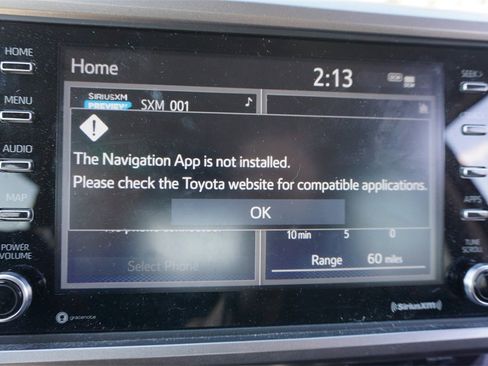 HOME
MENU
AUDIO
MAP
POWER
VOLUME
Home
2:13
SIRIUSXM
PREVIEW
SXM 001
The Navigation App is not installed.
Please check the Toyota website for compatible applications.
OK
Select Phone
10 min 5 0
Range 60 miles
gracenote
SiriusXM
SEEK >
APPS
TUNE
SCROLL